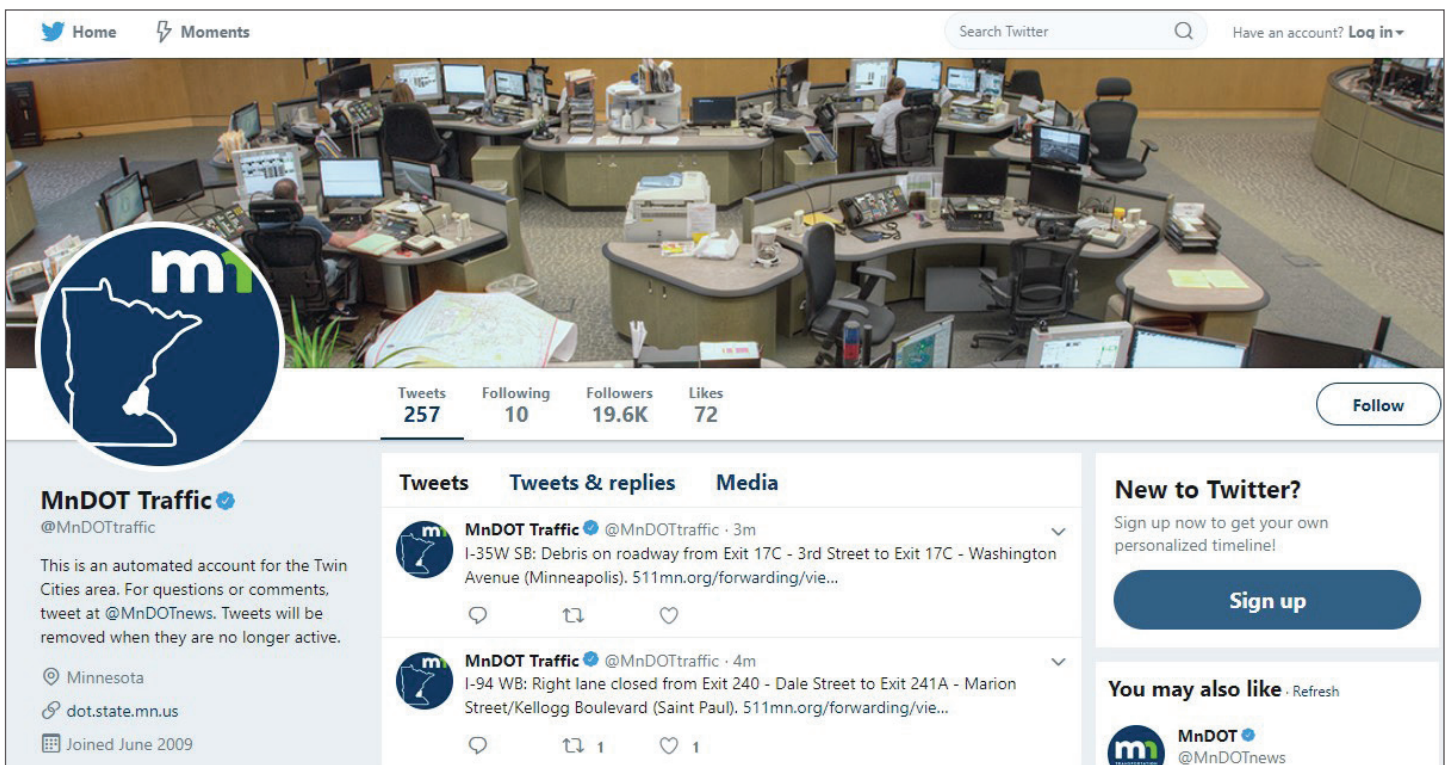 Home Moments Search Twitter Have an account? Log in
mn
Tweets Following Followers Likes
257 10 19.6K 72 Follow
MnDOT Traffic
@MnDOTtraffic
This is an automated account for the Twin
Cities area. For questions or comments,
tweet at @MnDOTnews. Tweets will be
removed when they are no longer active.
Minnesota
dot.state.mn.us
Joined June 2009
Tweets Tweets & replies Media
mn
MnDOT Traffic @MnDOTtraffic · 3m
I-35W SB: Debris on roadway from Exit 17C - 3rd Street to Exit 17C - Washington
Avenue (Minneapolis). 511mn.org/forwarding/vie...
mn
MnDOT Traffic @MnDOTtraffic · 4m
I-94 WB: Right lane closed from Exit 240 - Dale Street to Exit 241A - Marion
Street/Kellogg Boulevard (Saint Paul). 511mn.org/forwarding/vie...
1 1
New to Twitter?
Sign up now to get your own
personalized timeline!
Sign up
You may also like · Refresh
mn
TRANSPORTATION
MnDOT
@MnDOTnews